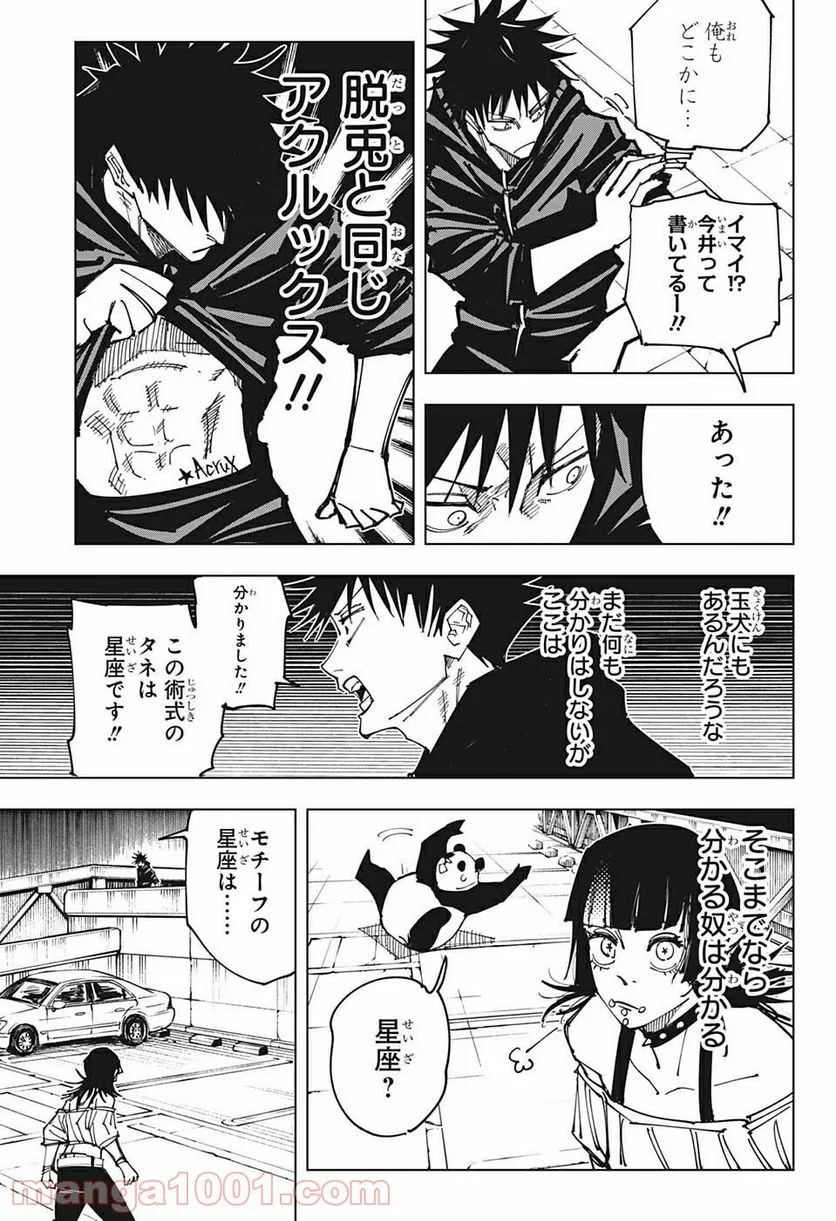 俺も
どこかに…
イマイ!?
今井って
書いてるー!!
脱兎と同じ
アクルックス!!
★Acrux
あった!!
玉犬にも
あるんだろうな
まだ何も
分かりはしないが
ここは
分かりました!!
この術式の
タネは
星座です!!
そこまでなら
分かる奴は分かる
星座?
モチーフの
星座は……
manga1001.com